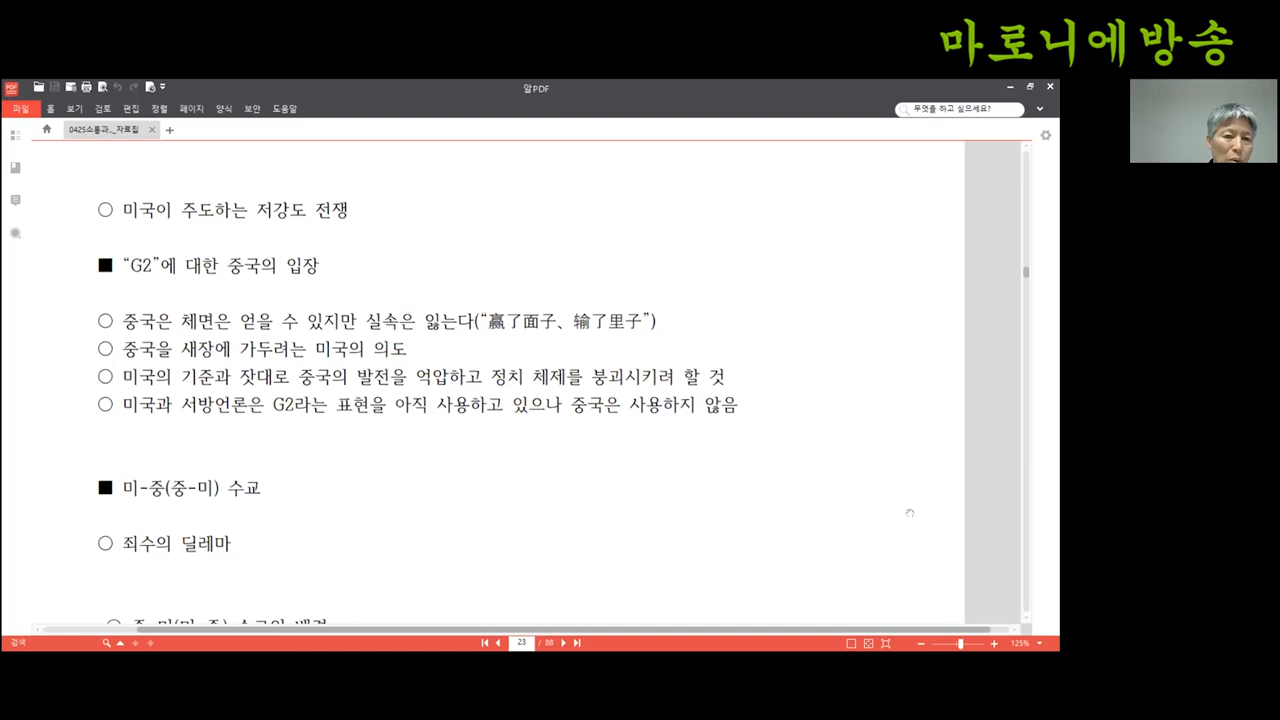 마로니에방송
알PDF
파일 홈 보기 검토 편집 정렬 페이지 양식 보안 도움말
무엇을 하고 싶으세요?
0425소통과..._자료집
○ 미국이 주도하는 저강도 전쟁
■ “G2”에 대한 중국의 입장
○ 중국은 체면은 얻을 수 있지만 실속은 잃는다(“赢了面子、输了里子”)
○ 중국을 새장에 가두려는 미국의 의도
○ 미국의 기준과 잣대로 중국의 발전을 억압하고 정치 체제를 붕괴시키려 할 것
○ 미국과 서방언론은 G2라는 표현을 아직 사용하고 있으나 중국은 사용하지 않음
■ 미-중(중-미) 수교
○ 죄수의 딜레마
검색
23 / 88
125%